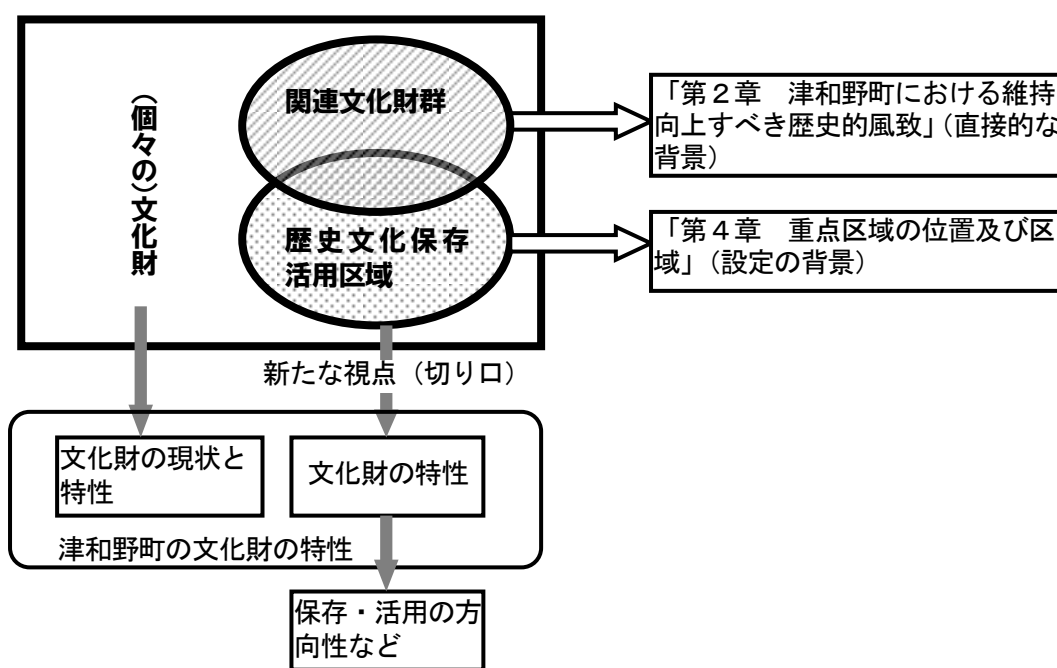 （個々の）文化財
関連文化財群
歴史文化保存
活用区域
「第２章　津和野町における維持
向上すべき歴史的風致」（直接的な
背景）
「第４章　重点区域の位置及び区
域」（設定の背景）
新たな視点（切り口）
文化財の現状と
特性
文化財の特性
津和野町の文化財の特性
保存・活用の方
向性など